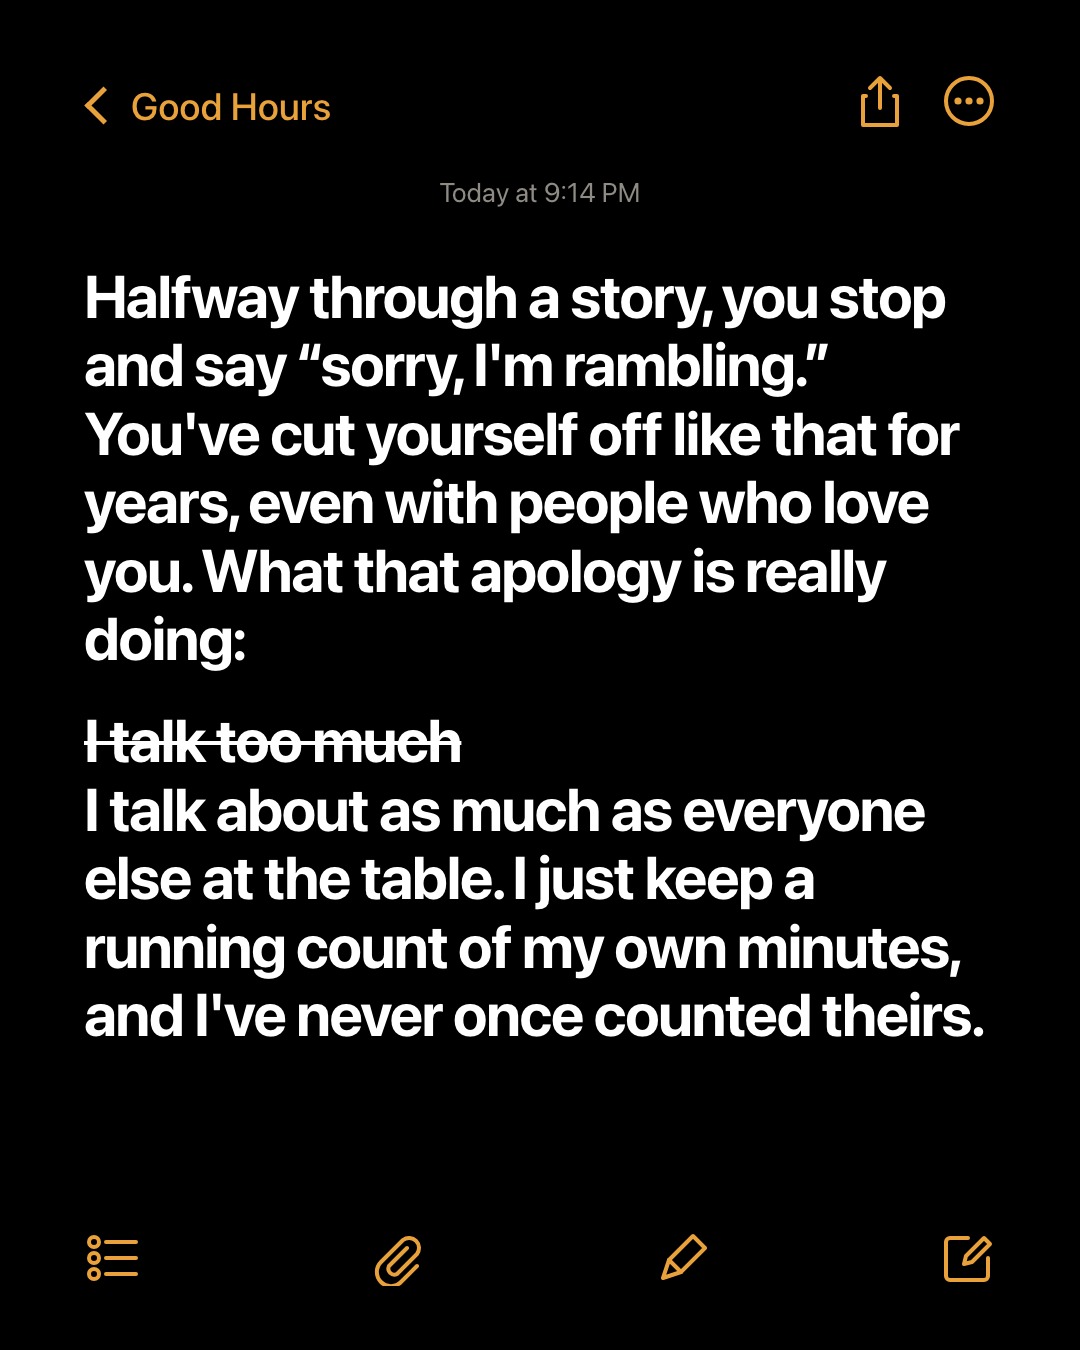 Good Hours
Today at 9:14 PM
Halfway through a story, you stop
and say “sorry, I'm rambling.”
You've cut yourself off like that for
years, even with people who love
you. What that apology is really
doing:
I talk too much
I talk about as much as everyone
else at the table. I just keep a
running count of my own minutes,
and I've never once counted theirs.